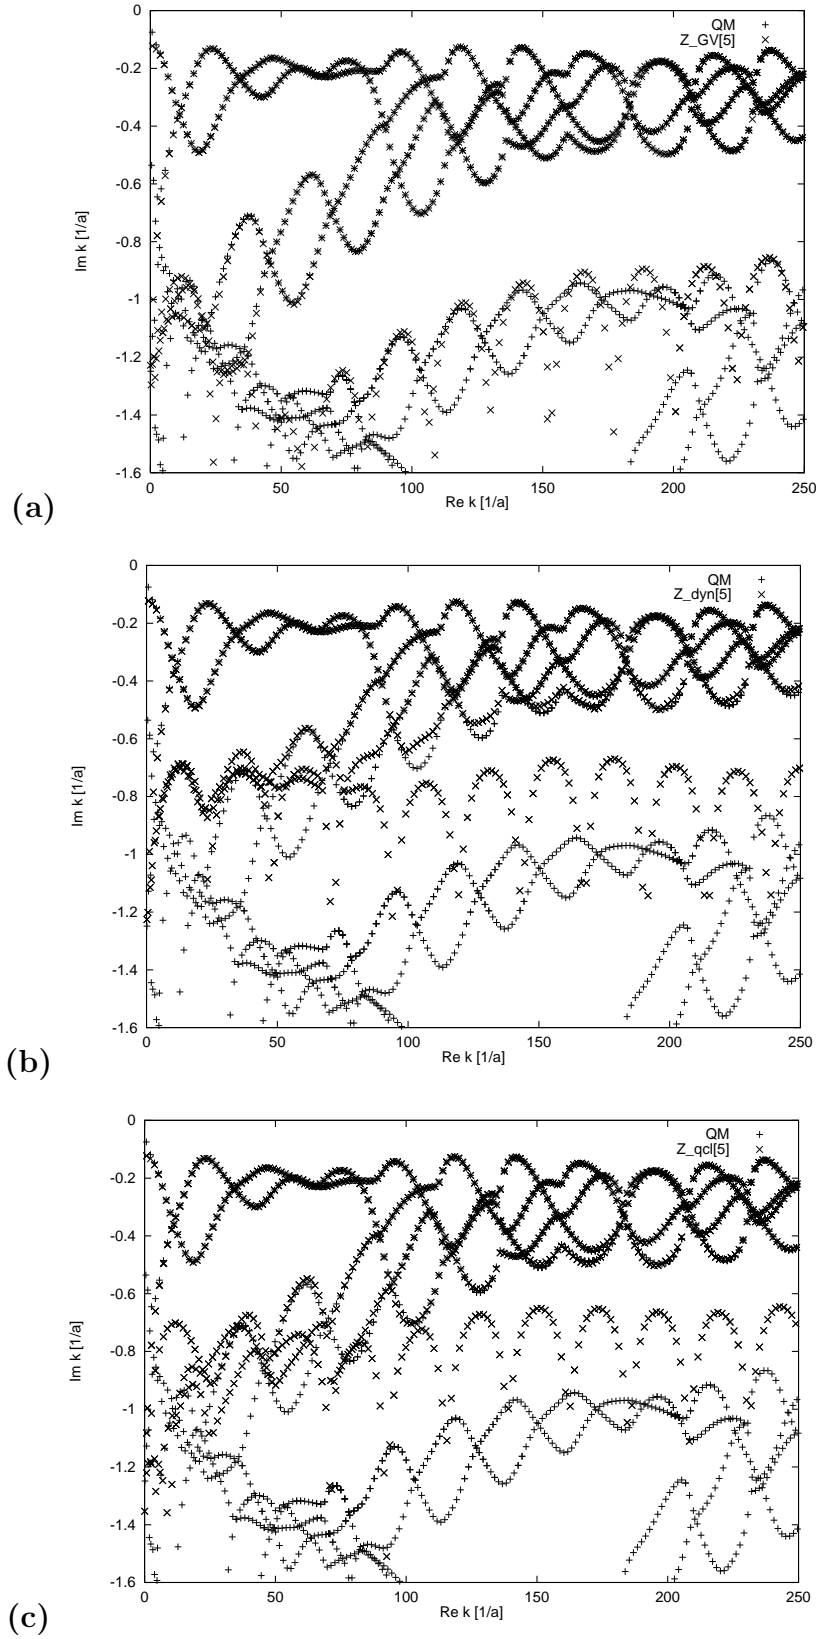 QM +
Z_GV[5] ×
0
-0.2
-0.4
-0.6
-0.8
-1
-1.2
-1.4
-1.6
Im k [1/a]
0 50 100 150 200 250
Re k [1/a]
(a)
QM +
Z_dyn[5] ×
0
-0.2
-0.4
-0.6
-0.8
-1
-1.2
-1.4
-1.6
Im k [1/a]
0 50 100 150 200 250
Re k [1/a]
(b)
QM +
Z_qcl[5] ×
0
-0.2
-0.4
-0.6
-0.8
-1
-1.2
-1.4
-1.6
Im k [1/a]
0 50 100 150 200 250
Re k [1/a]
(c)